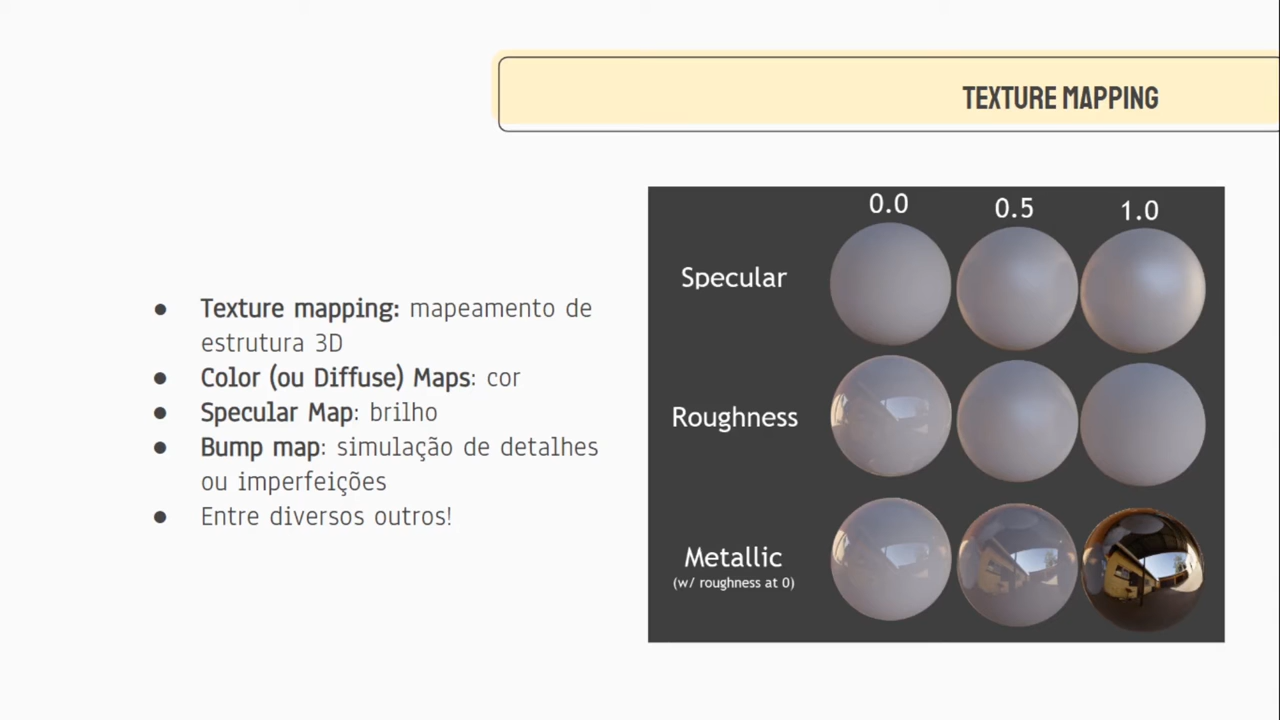 TEXTURE MAPPING
● Texture mapping: mapeamento de
estrutura 3D
● Color (ou Diffuse) Maps: cor
● Specular Map: brilho
● Bump map: simulação de detalhes
ou imperfeições
● Entre diversos outros!
0.0 0.5 1.0
Specular
Roughness
Metallic
(w/ roughness at 0)